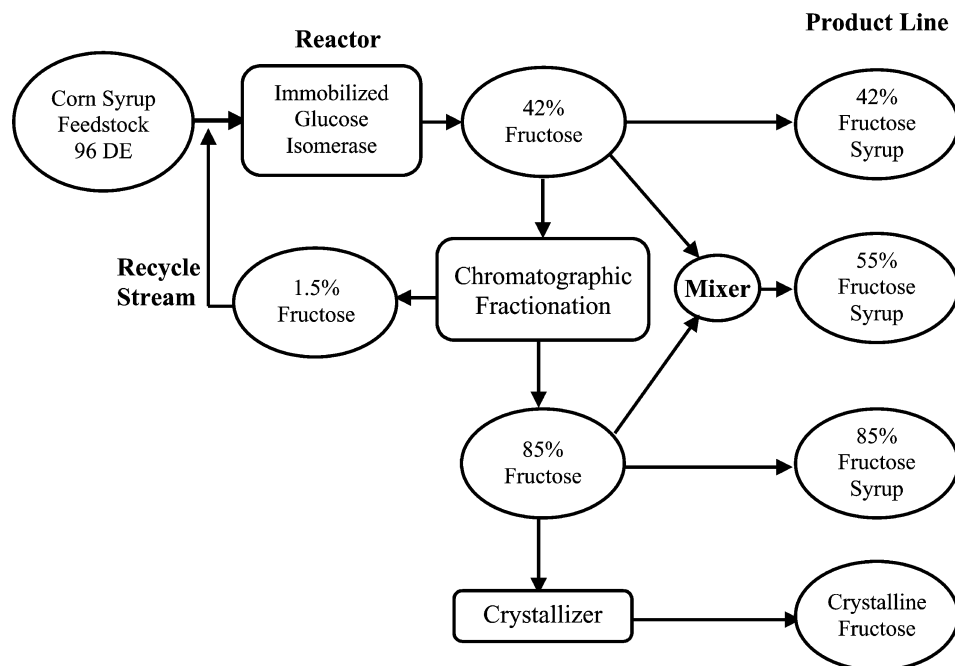 Product Line
Reactor
Corn Syrup
Feedstock
96 DE
Immobilized
Glucose
Isomerase
42%
Fructose
42%
Fructose
Syrup
Recycle
Stream
1.5%
Fructose
Chromatographic
Fractionation
Mixer
55%
Fructose
Syrup
85%
Fructose
85%
Fructose
Syrup
Crystallizer
Crystalline
Fructose